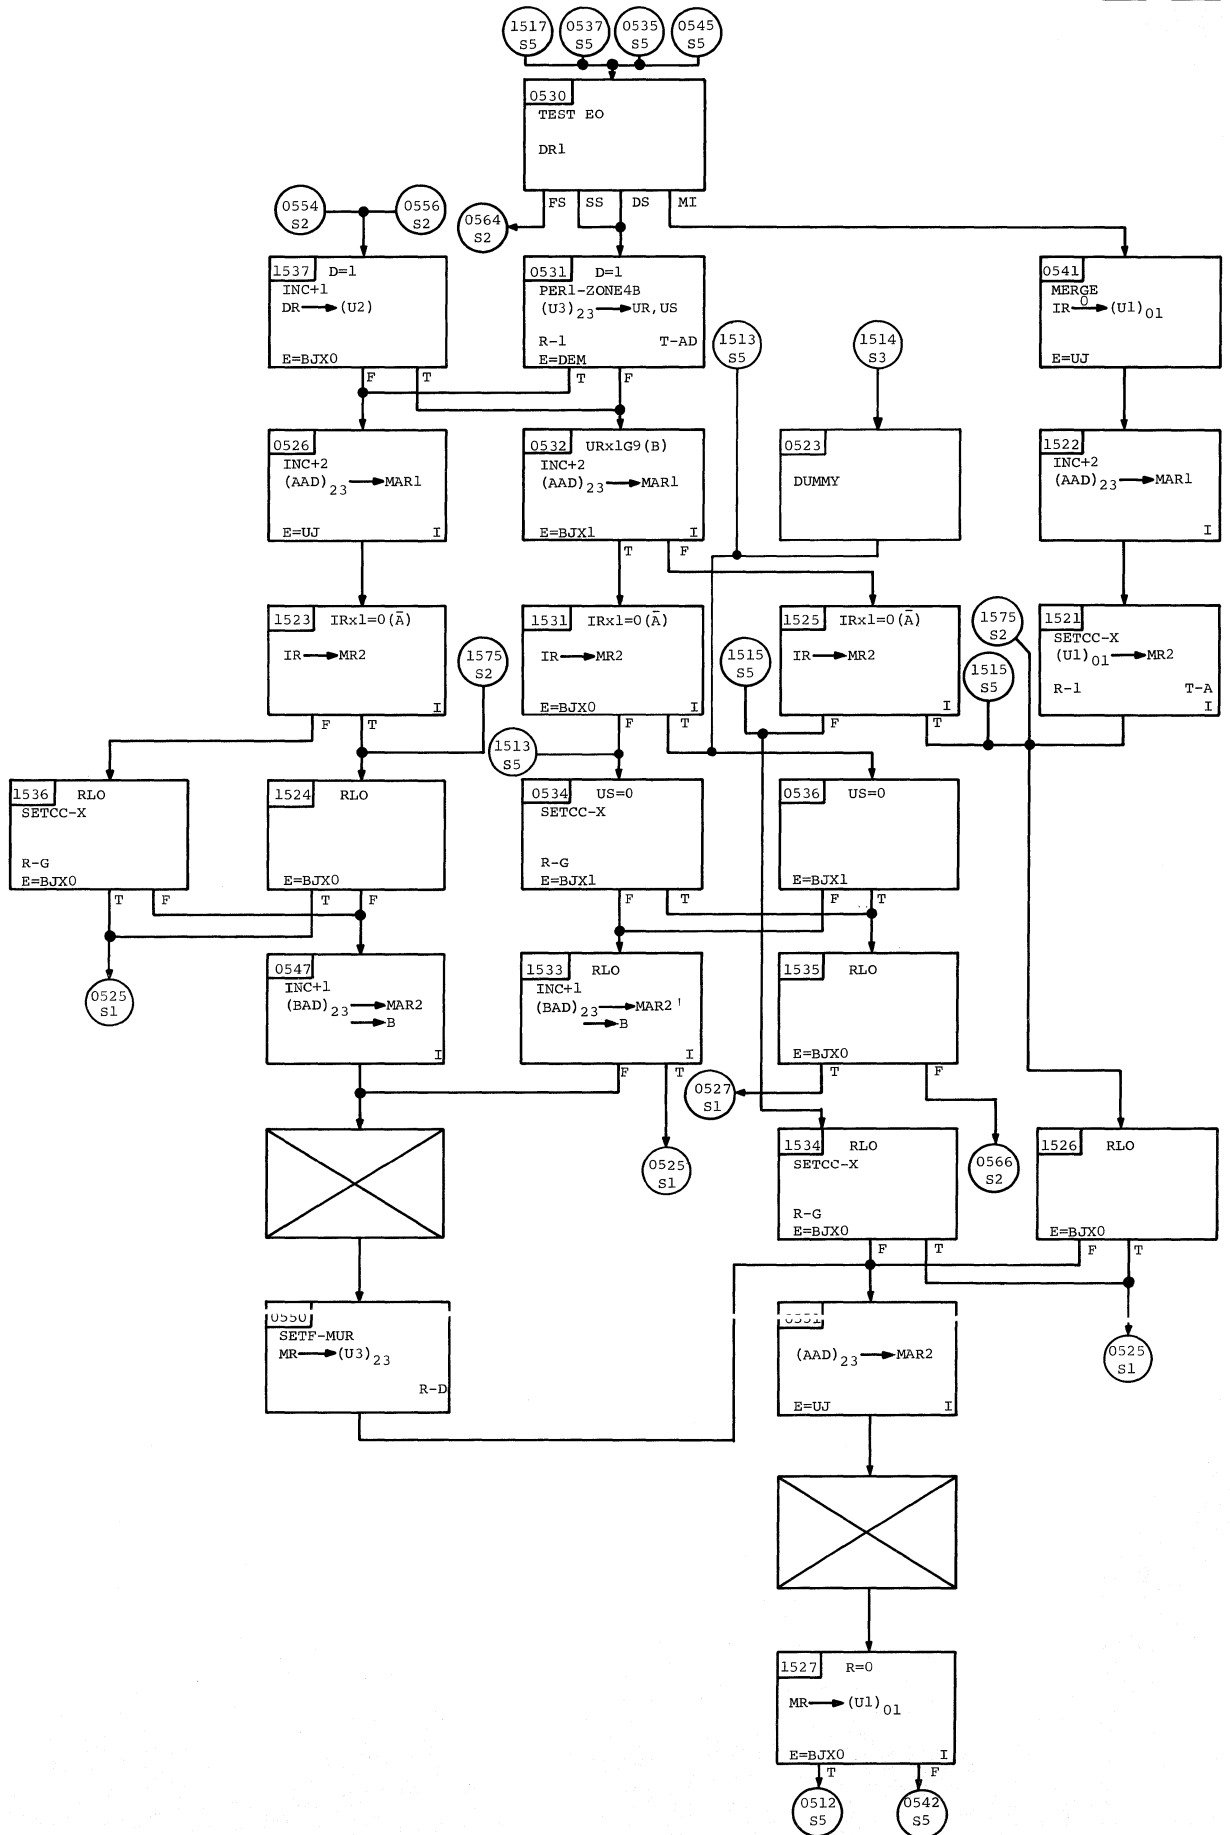 1517 S5
0537 S5
0535 S5
0545 S5
0530
TEST EO
DR1
FS SS DS MI
0554 S2
0556 S2
0564 S2
1537 D=1
INC+1
DR (U2)
E=BJX0
F T
0531 D=1
PER1-ZONE4B
(U3)23 UR,US
R-1 T-AD
E=DEM
T F
1513 S5
1514 S3
0541
MERGE
IR 0 (U1)01
E=UJ
0526
INC+2
(AAD)23 MAR1
E=UJ I
0532 URx1G9(B)
INC+2
(AAD)23 MAR1
E=BJX1 I
T F
0523
DUMMY
1522
INC+2
(AAD)23 MAR1
I
1523 IRx1=0(Ā)
IR MR2
I
F T
1575 S2
1531 IRx1=0(Ā)
IR MR2
E=BJX0 I
F T
1513 S5
1515 S5
1525 IRx1=0(Ā)
IR MR2
I
F T
1575 S2
1515 S5
1521
SETCC-X
(U1)01 MR2
R-1 T-A
I
1536 RLO
SETCC-X
R-G
E=BJX0
T F
1524 RLO
E=BJX0
T F
0534 US=0
SETCC-X
R-G
E=BJX1
F T
0536 US=0
E=BJX1
F T
0525 S1
0547
INC+1
(BAD)23 MAR2
B
I
1533 RLO
INC+1
(BAD)23 MAR2
B
I
F T
1535 RLO
E=BJX0
T F
0527 S1
0525 S1
0566 S2
1534 RLO
SETCC-X
R-G
E=BJX0
F T
1526 RLO
E=BJX0
F T
0550
SETF-MUR
MR (U3)23
R-D
(AAD)23 MAR2
E=UJ I
0525 S1
1527 R=0
MR (U1)01
E=BJX0 I
T F
0512 S5
0542 S5